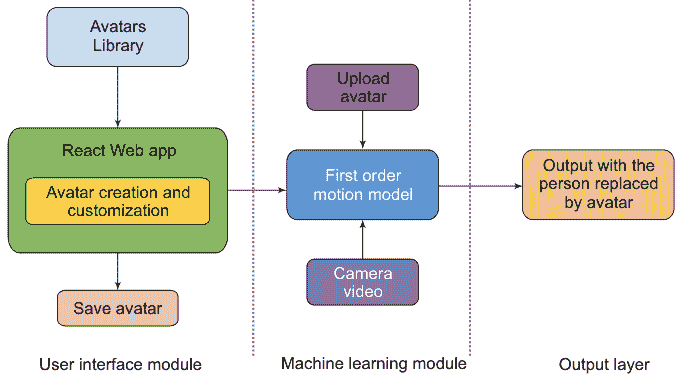 Avatars
Library
React Web app
Avatar creation and
customization
Save avatar
User interface module
Upload
avatar
First order
motion model
Camera
video
Machine learning module
Output with the
person replaced
by avatar
Output layer